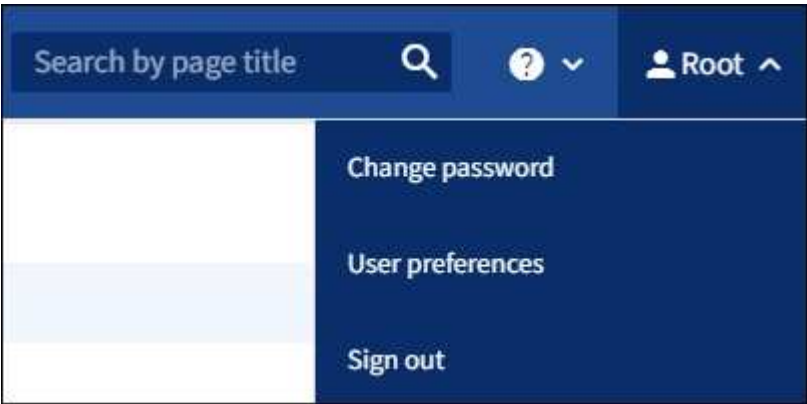 Search by page title
?
Root
Change password
User preferences
Sign out